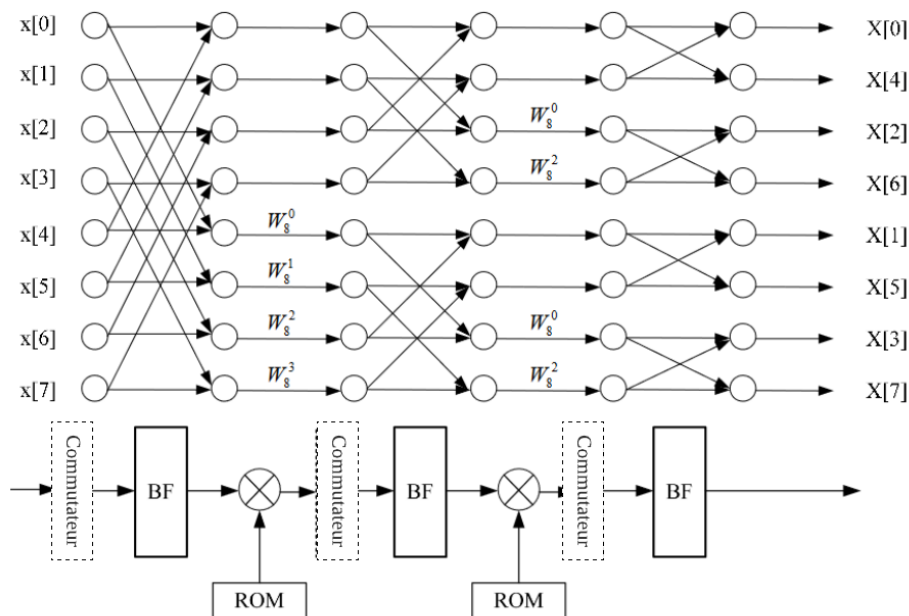 x[0] X[0]
x[1] X[4]
x[2] W_8^0 X[2]
x[3] W_8^2 X[6]
x[4] W_8^0 X[1]
x[5] W_8^1 X[5]
x[6] W_8^2 W_8^0 X[3]
x[7] W_8^3 W_8^2 X[7]
Commutateur
BF
Commutateur
BF
Commutateur
BF
ROM
ROM